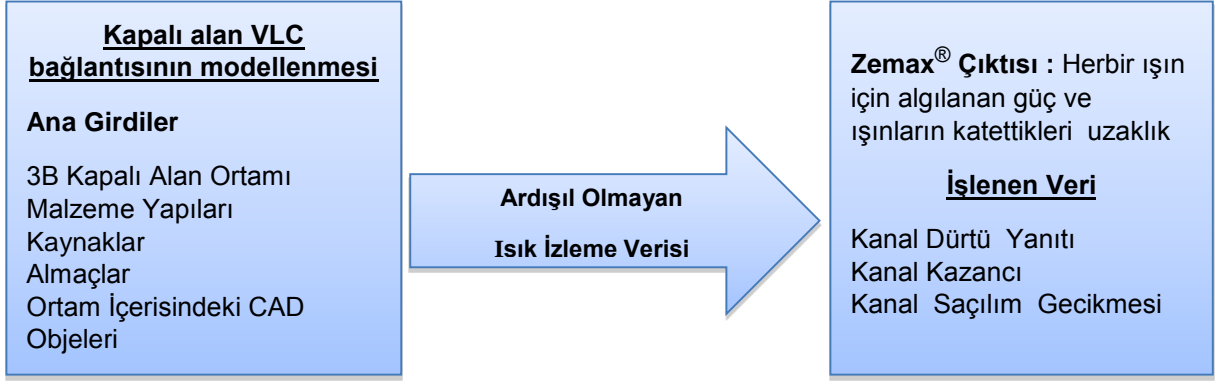 Kapalı alan VLC
bağlantısının modellenmesi
Ana Girdiler
3B Kapalı Alan Ortamı
Malzeme Yapıları
Kaynaklar
Almaçlar
Ortam İçerisindeki CAD
Objeleri
Ardışıl Olmayan
Isık İzleme Verisi
Zemax® Çıktısı : Herbir ışın
için algılanan güç ve
ışınların katettikleri uzaklık
İşlenen Veri
Kanal Dürtü Yanıtı
Kanal Kazancı
Kanal Saçılım Gecikmesi